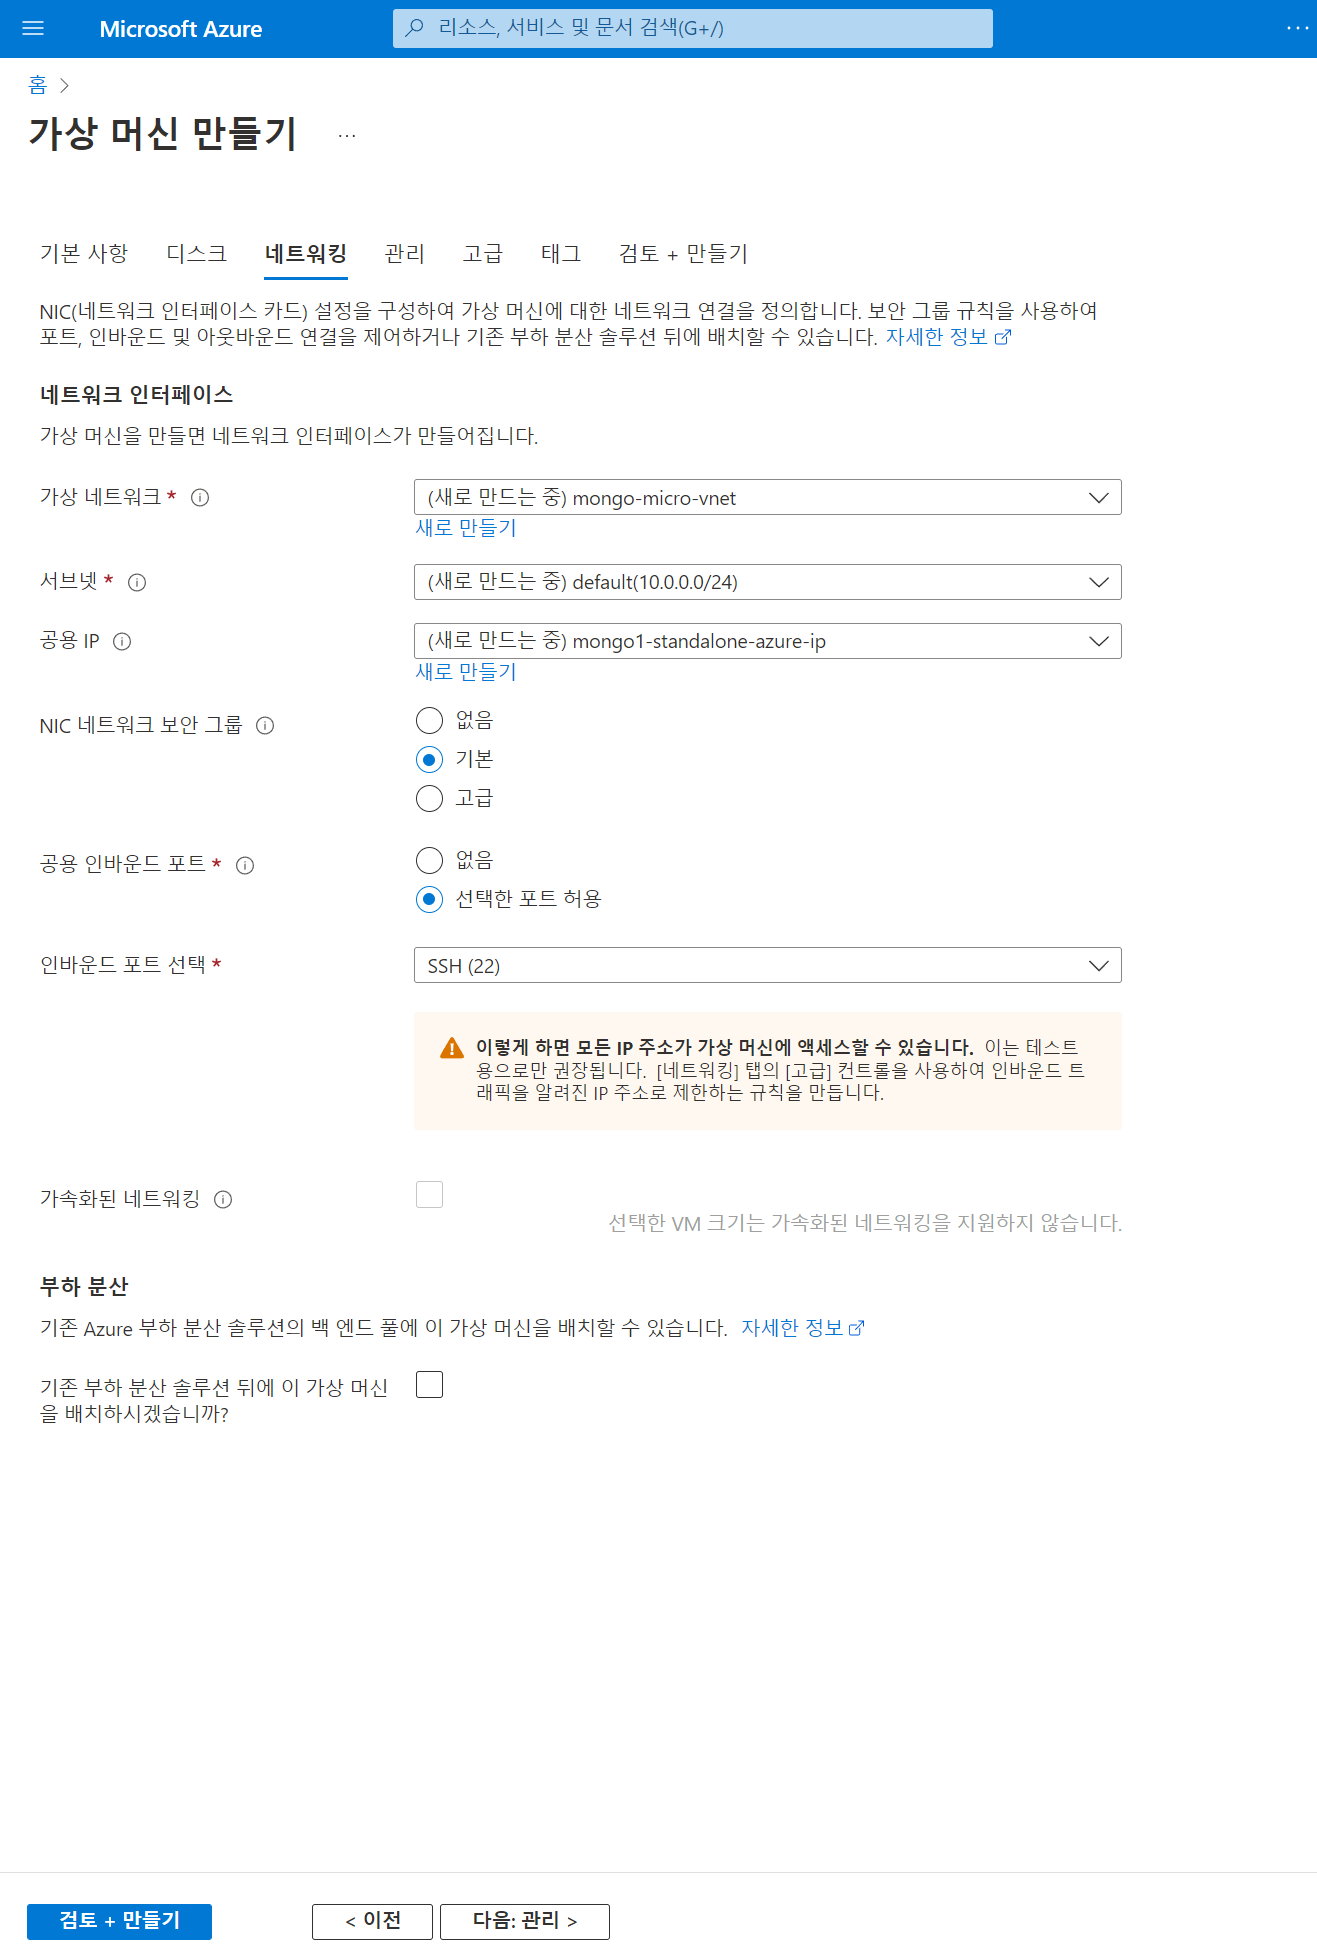 Microsoft Azure
리소스, 서비스 및 문서 검색(G+/)
홈
가상 머신 만들기
기본 사항 디스크 네트워킹 관리 고급 태그 검토 + 만들기
NIC(네트워크 인터페이스 카드) 설정을 구성하여 가상 머신에 대한 네트워크 연결을 정의합니다. 보안 그룹 규칙을 사용하여
포트, 인바운드 및 아웃바운드 연결을 제어하거나 기존 부하 분산 솔루션 뒤에 배치할 수 있습니다. 자세한 정보
네트워크 인터페이스
가상 머신을 만들면 네트워크 인터페이스가 만들어집니다.
가상 네트워크 * (새로 만드는 중) mongo-micro-vnet
새로 만들기
서브넷 * (새로 만드는 중) default(10.0.0.0/24)
공용 IP (새로 만드는 중) mongo1-standalone-azure-ip
새로 만들기
NIC 네트워크 보안 그룹 없음
기본
고급
공용 인바운드 포트 * 없음
선택한 포트 허용
인바운드 포트 선택 * SSH (22)
이렇게 하면 모든 IP 주소가 가상 머신에 액세스할 수 있습니다. 이는 테스트
용으로만 권장됩니다. [네트워킹] 탭의 [고급] 컨트롤을 사용하여 인바운드 트
래픽을 알려진 IP 주소로 제한하는 규칙을 만듭니다.
가속화된 네트워킹
선택한 VM 크기는 가속화된 네트워킹을 지원하지 않습니다.
부하 분산
기존 Azure 부하 분산 솔루션의 백 엔드 풀에 이 가상 머신을 배치할 수 있습니다. 자세한 정보
기존 부하 분산 솔루션 뒤에 이 가상 머신
을 배치하시겠습니까?
검토 + 만들기 < 이전 다음: 관리 >